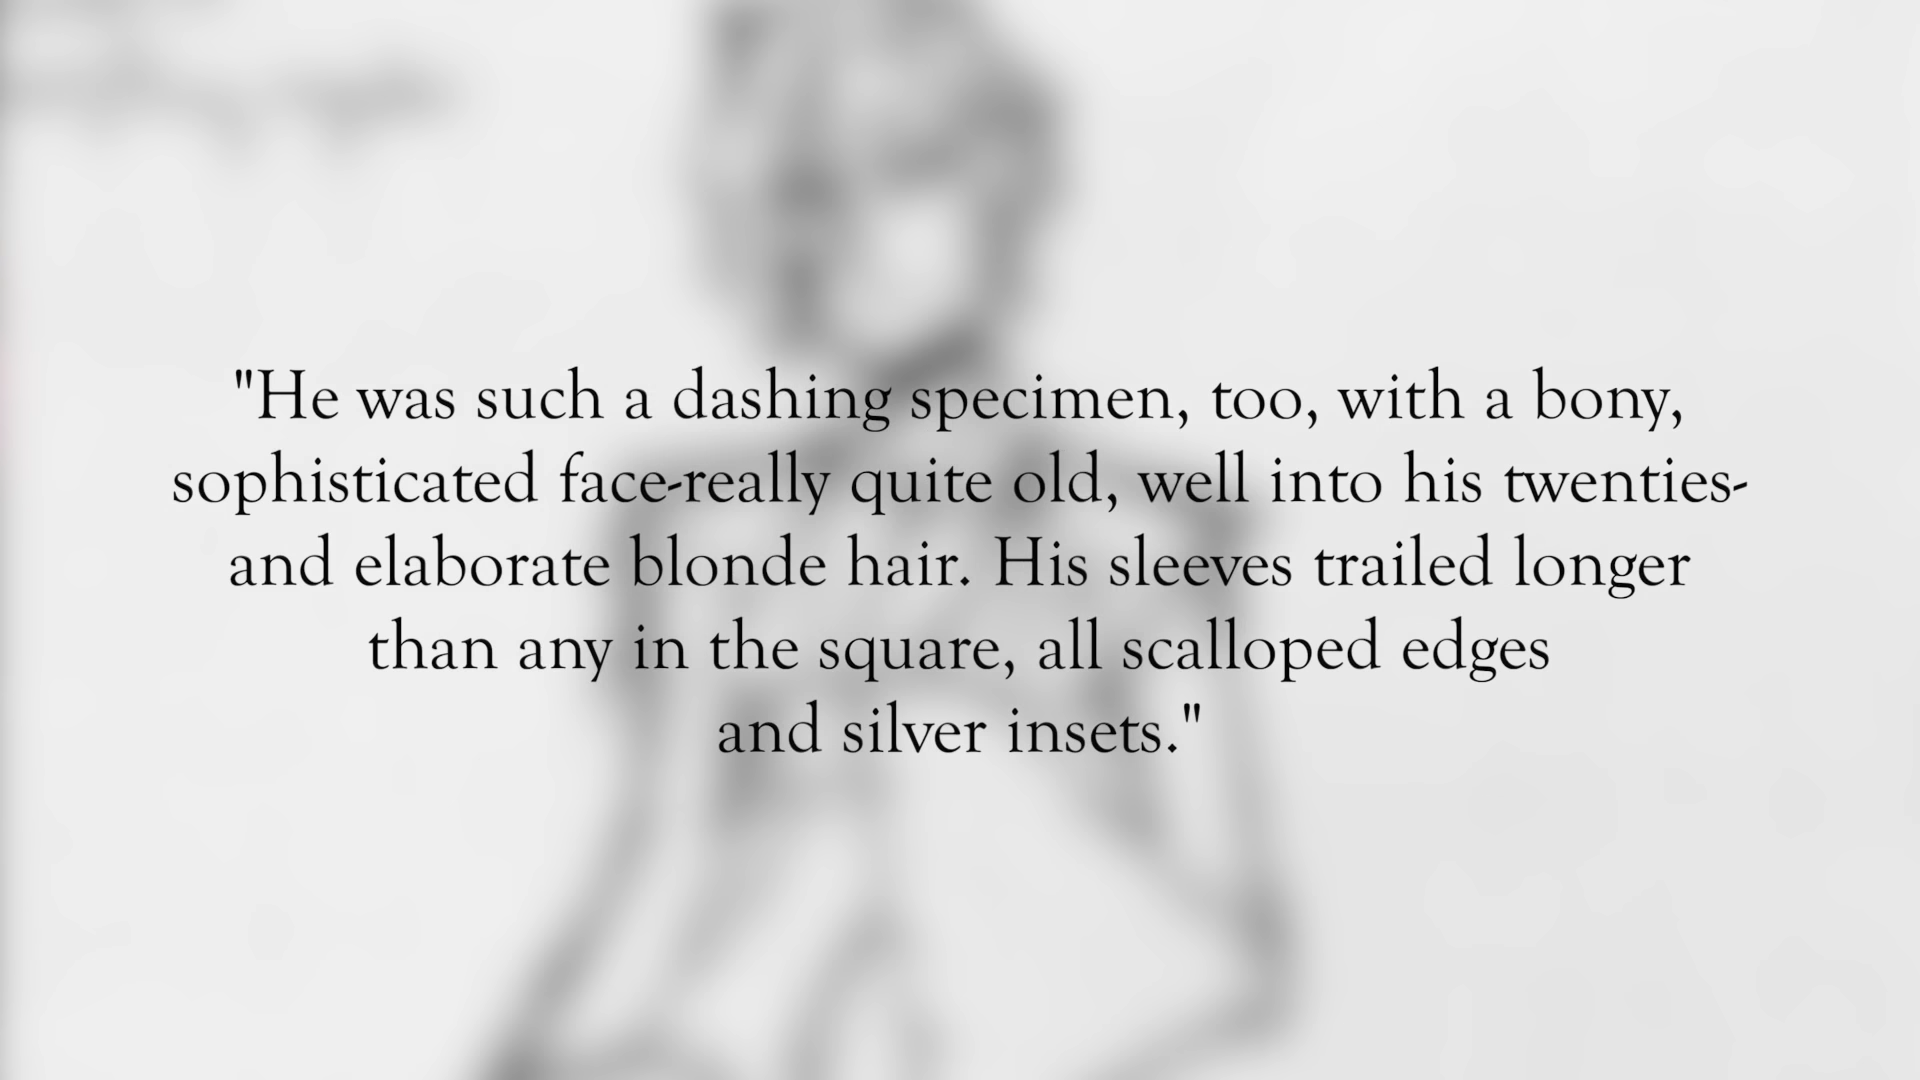 "He was such a dashing specimen, too, with a bony,
sophisticated face-really quite old, well into his twenties-
and elaborate blonde hair. His sleeves trailed longer
than any in the square, all scalloped edges
and silver insets."